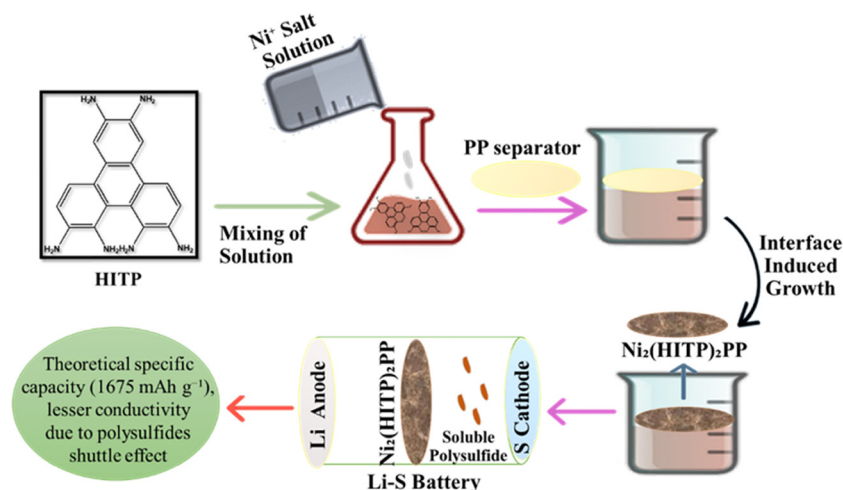 Ni⁺ Salt
Solution
H₂N
NH₂
H₂N
NH₂H₂N
NH₂
HITP
Mixing of
Solution
PP separator
Interface
Induced
Growth
Ni₂(HITP)₂PP
Theoretical specific
capacity (1675 mAh g⁻¹),
lesser conductivity
due to polysulfides
shuttle effect
Li Anode
Ni₂(HITP)₂PP
Soluble
Polysulfide
S Cathode
Li-S Battery